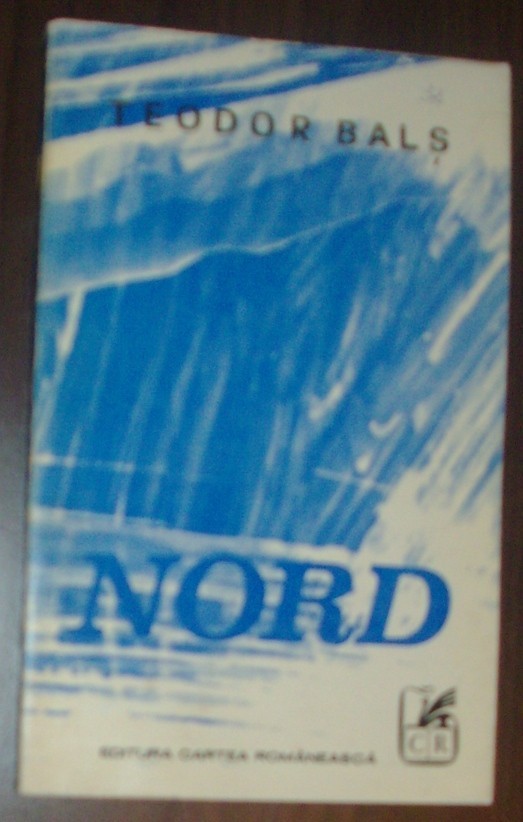 TEODOR BALȘ
NORD
CR
EDITURA CARTEA ROMÂNEASCĂ